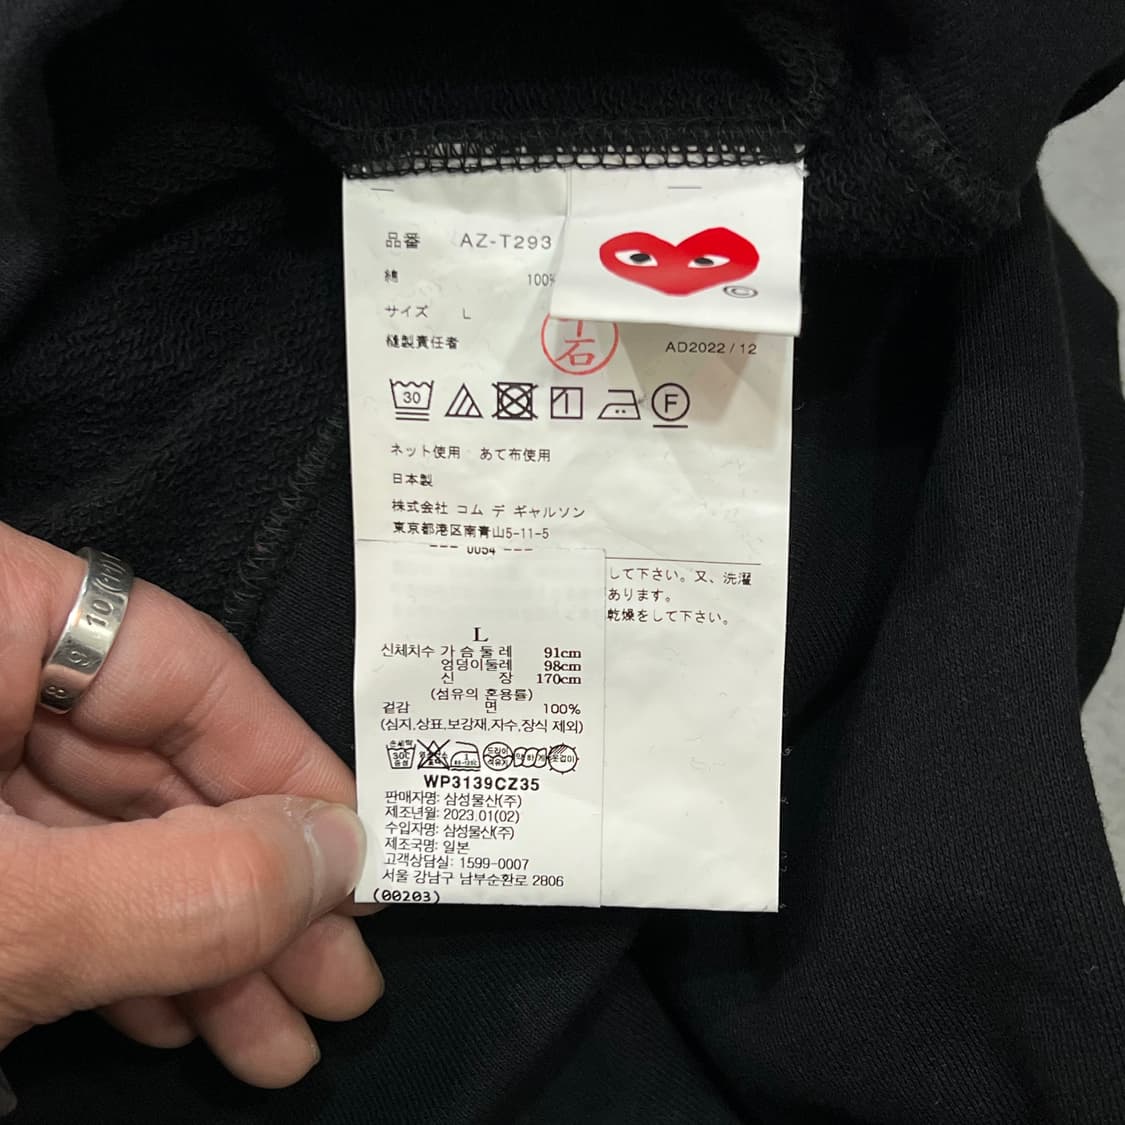 品番 AZ-T293
綿 100%
サイズ L
縫製責任者
石
AD2022/12
30
F
ネット使用 あて布使用
日本製
株式会社 コム デ ギャルソン
東京都港区南青山5-11-5
--- 0054 ---
して下さい。又、洗濯
あります。
乾燥をして下さい。
L
신체치수 가 슴 둘 레 91cm
엉덩이둘레 98cm
신 장 170cm
(섬유의 혼용률)
겉감 면 100%
(심지,상표,보강재,자수,장식 제외)
WP3139CZ35
판매자명: 삼성물산(주)
제조년월: 2023.01(02)
수입자명: 삼성물산(주)
제조국명: 일본
고객상담실: 1599-0007
서울 강남구 남부순환로 2806
(00203)
8 9 10